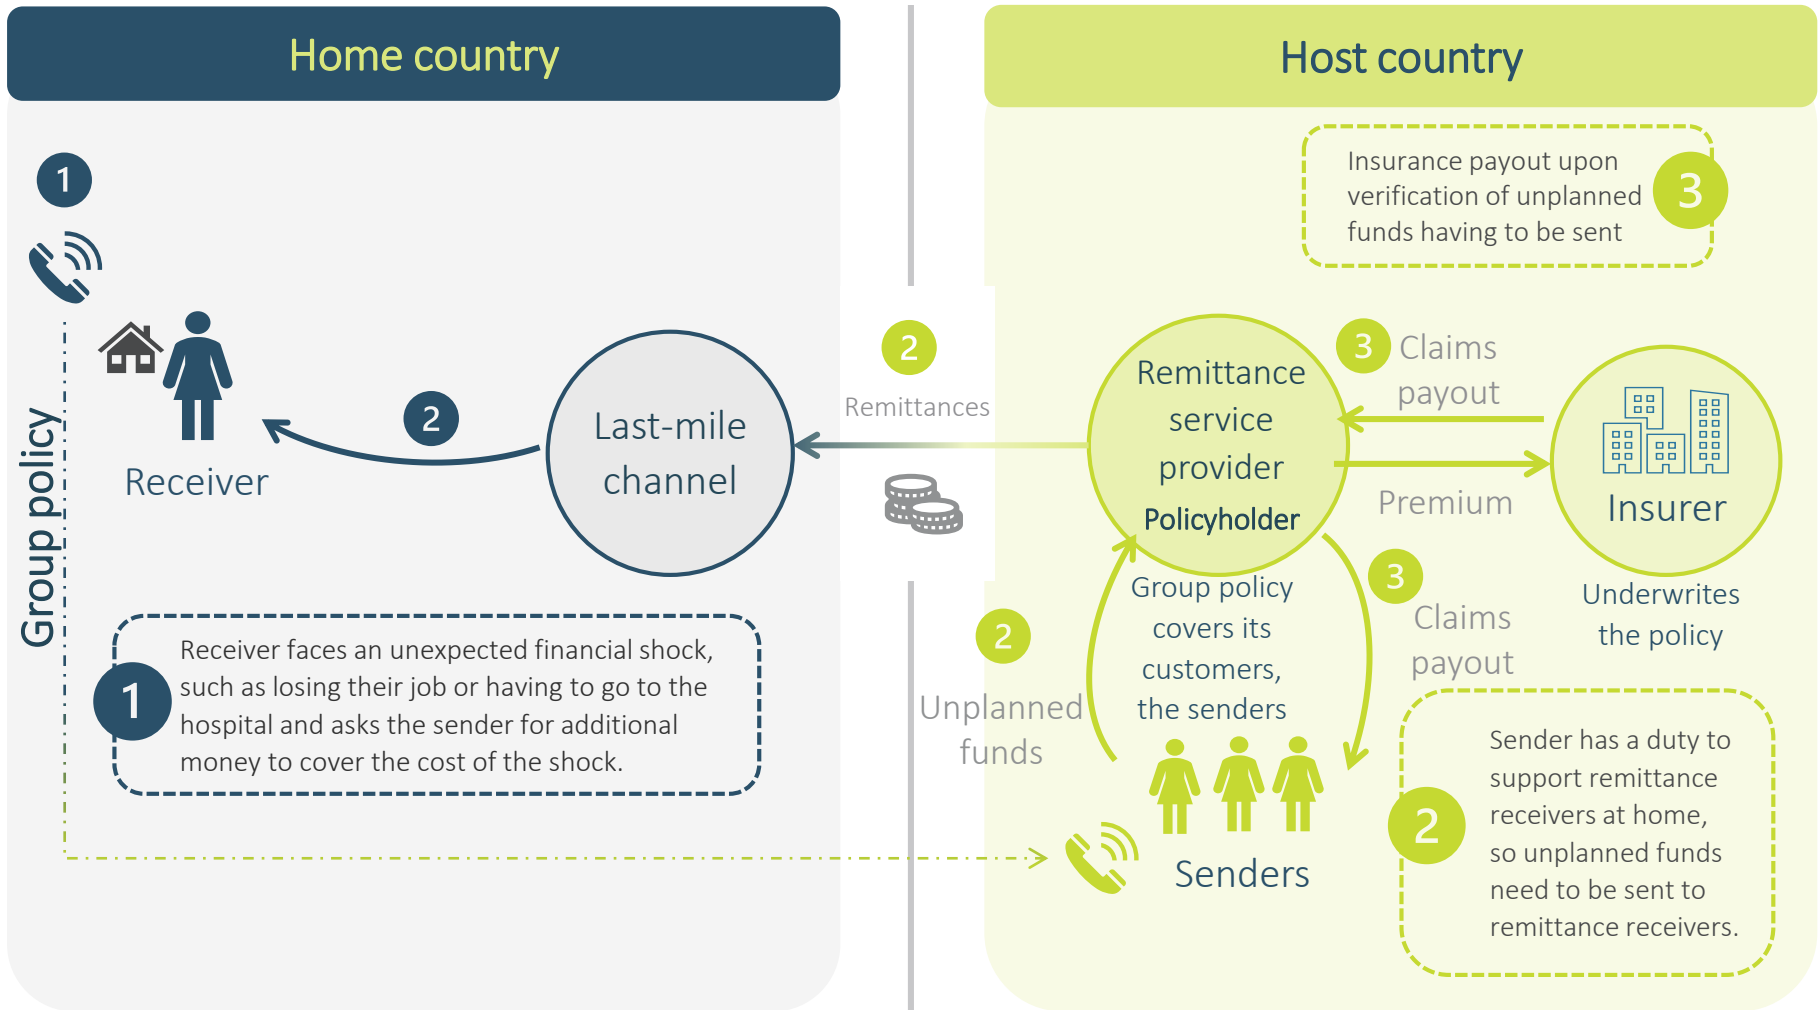 Home country
Host country
1
Group policy
Receiver
2
Last-mile
channel
1
Receiver faces an unexpected financial shock,
such as losing their job or having to go to the
hospital and asks the sender for additional
money to cover the cost of the shock.
2
Remittances
Insurance payout upon
verification of unplanned
funds having to be sent
3
Remittance
service
provider
Policyholder
3
Claims
payout
Premium
Insurer
Underwrites
the policy
Group policy
covers its
customers,
the senders
2
Unplanned
funds
3
Claims
payout
Senders
2
Sender has a duty to
support remittance
receivers at home,
so unplanned funds
need to be sent to
remittance receivers.